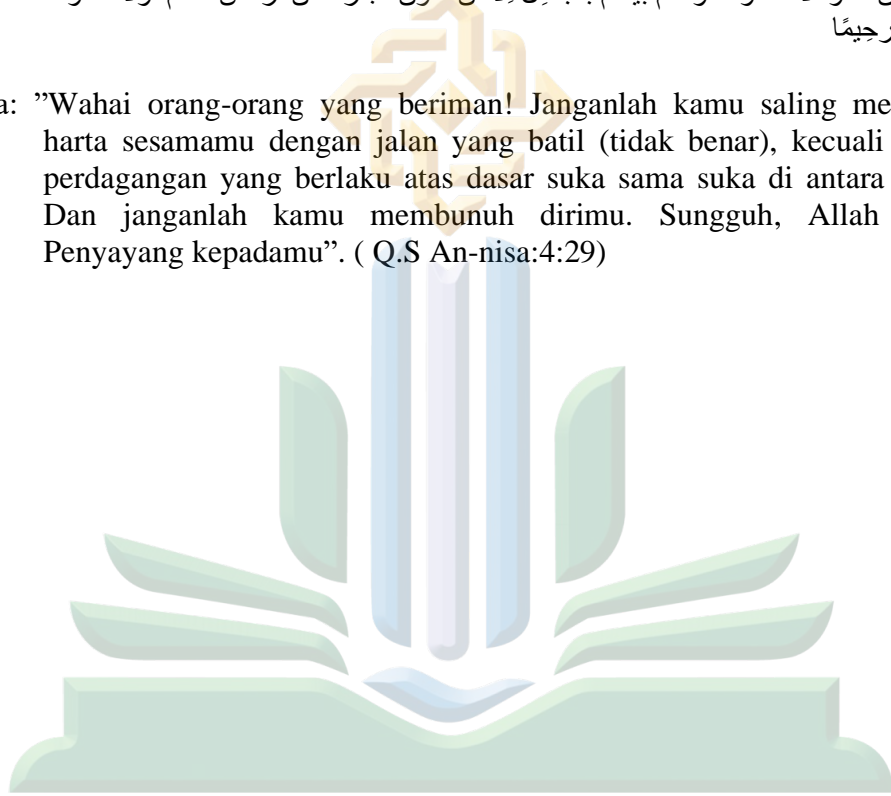 رحِيمًا
a: ”Wahai orang-orang yang beriman! Janganlah kamu saling me
harta sesamamu dengan jalan yang batil (tidak benar), kecuali
perdagangan yang berlaku atas dasar suka sama suka di antara
Dan janganlah kamu membunuh dirimu. Sungguh, Allah
Penyayang kepadamu”. ( Q.S An-nisa:4:29)